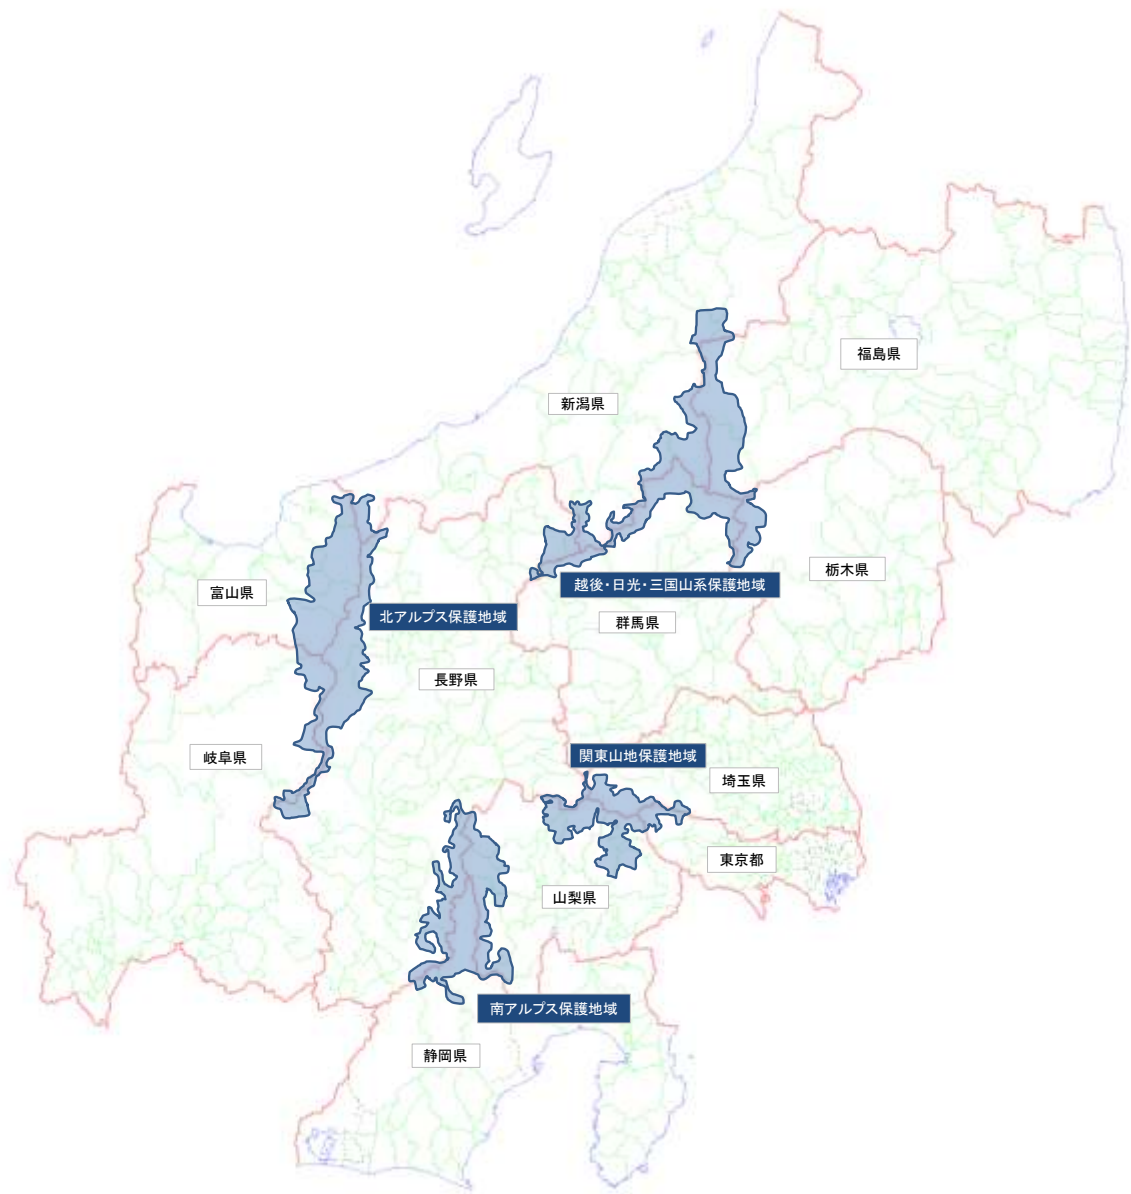 福島県
新潟県
栃木県
越後・日光・三国山系保護地域
富山県
北アルプス保護地域
群馬県
長野県
関東山地保護地域
岐阜県
埼玉県
東京都
山梨県
南アルプス保護地域
静岡県